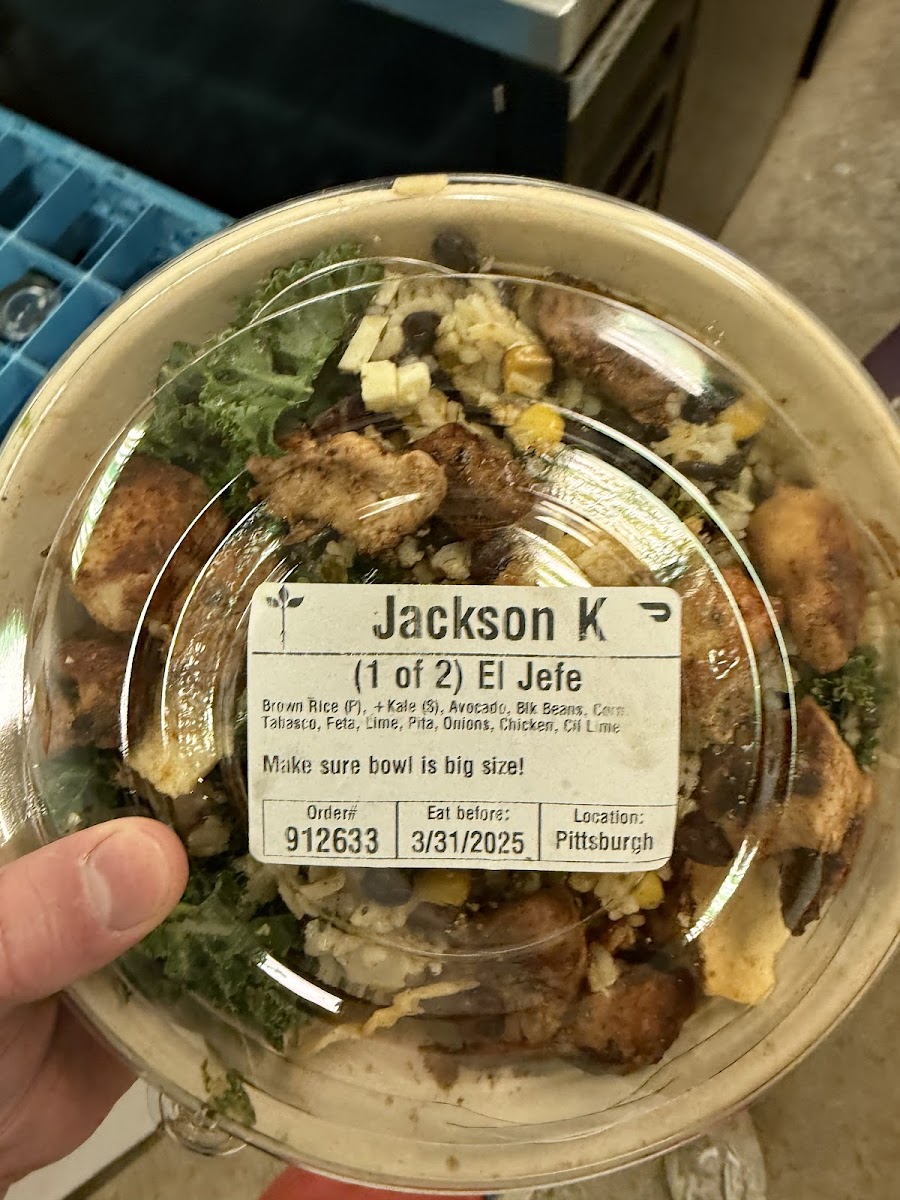 Jackson K
(1 of 2) El Jefe
Brown Rice (P), + Kale (S), Avocado, Blk Beans, Corn,
Tabasco, Feta, Lime, Pita, Onions, Chicken, Cil Lime
Make sure bowl is big size!
Order# Eat before: Location:
912633 3/31/2025 Pittsburgh